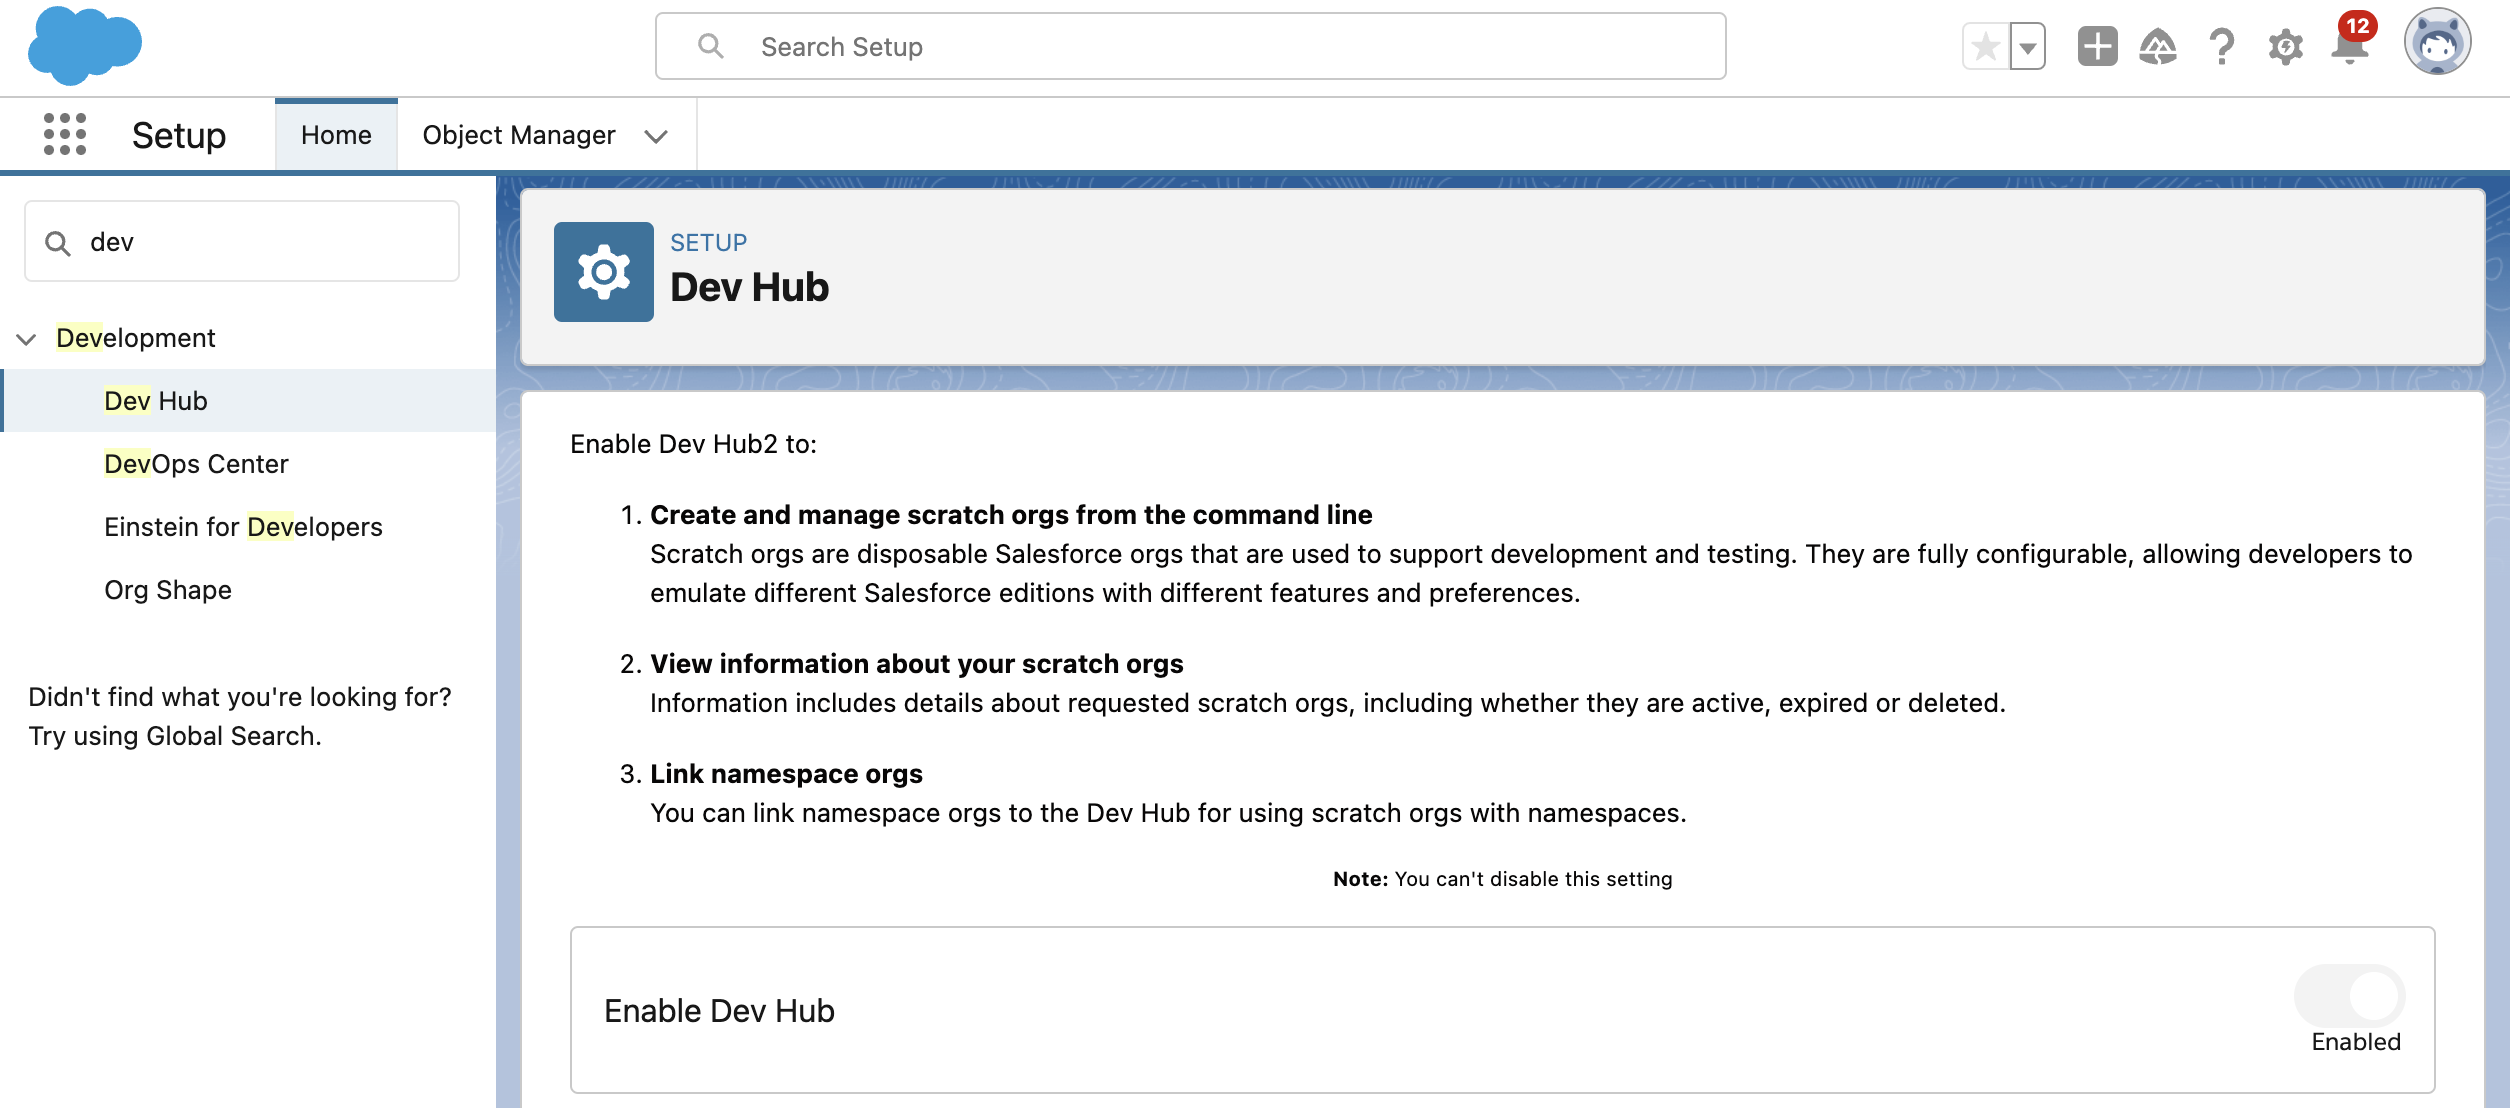 Search Setup
12
Setup
Home
Object Manager
dev
Development
Dev Hub
DevOps Center
Einstein for Developers
Org Shape
Didn't find what you're looking for?
Try using Global Search.
SETUP
Dev Hub
Enable Dev Hub2 to:
1. Create and manage scratch orgs from the command line
Scratch orgs are disposable Salesforce orgs that are used to support development and testing. They are fully configurable, allowing developers to
emulate different Salesforce editions with different features and preferences.
2. View information about your scratch orgs
Information includes details about requested scratch orgs, including whether they are active, expired or deleted.
3. Link namespace orgs
You can link namespace orgs to the Dev Hub for using scratch orgs with namespaces.
Note: You can't disable this setting
Enable Dev Hub
Enabled